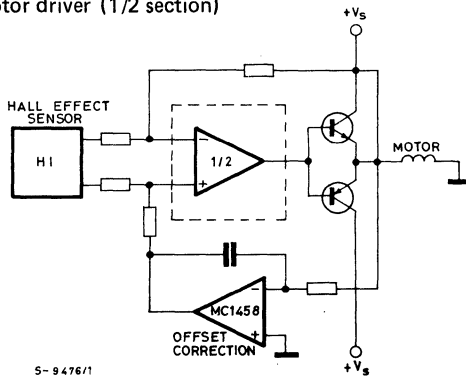 otor driver (1/2 section)
+Vs
HALL EFFECT
SENSOR
H1
-
1/2
+
MOTOR
-
MC1458
+
OFFSET
CORRECTION
+Vs
S-9476/1